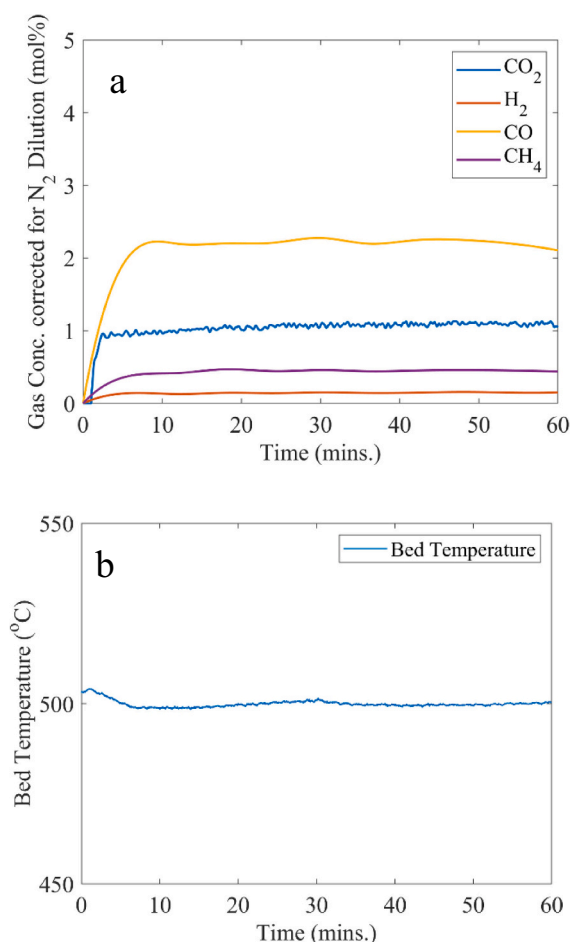 a
Gas Conc. corrected for N2 Dilution (mol%)
5
4
3
2
1
0
CO2
H2
CO
CH4
0 10 20 30 40 50 60
Time (mins.)
b
Bed Temperature (oC)
550
500
450
Bed Temperature
0 10 20 30 40 50 60
Time (mins.)